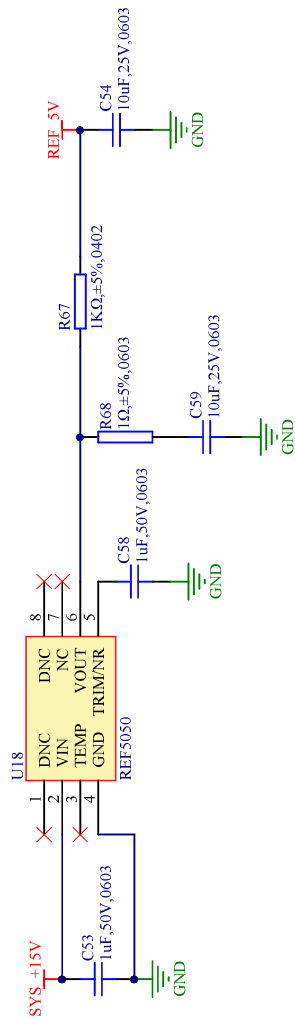 SYS_+15V
C53
1uF,50V,0603
GND
U18
1
2
3
4
DNC
VIN
TEMP
GND
DNC
NC
VOUT
TRIM/NR
8
7
6
5
REF5050
C58
1uF,50V,0603
GND
R68
1Ω,±5%,0603
C59
10uF,25V,0603
GND
R67
1KΩ,±5%,0402
REF_5V
C54
10uF,25V,0603
GND